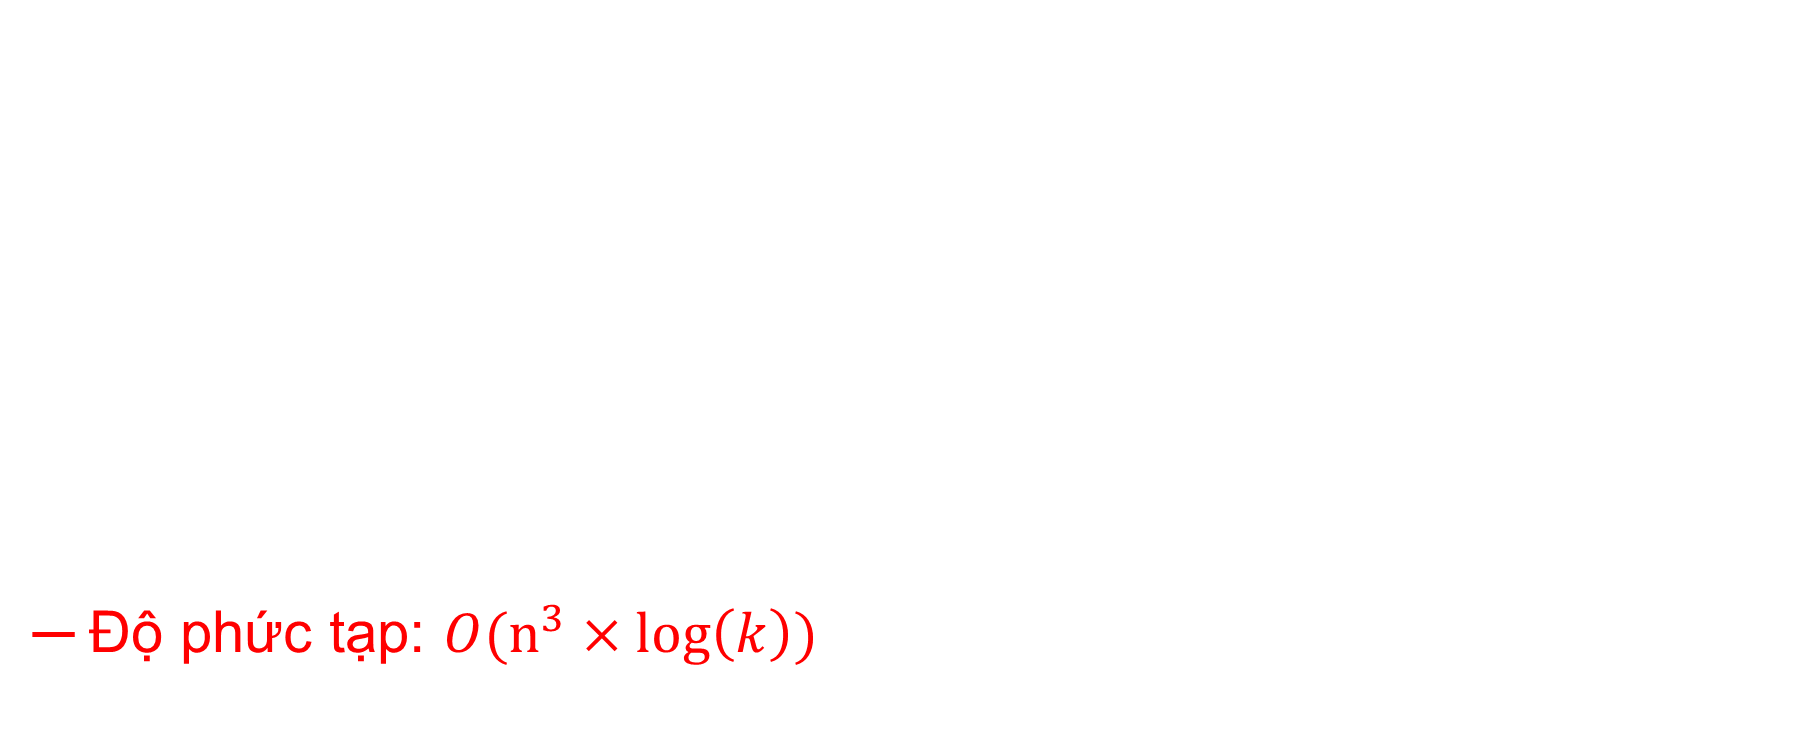 ─ Độ phức tạp: 𝑂(n³ × log(𝑘))